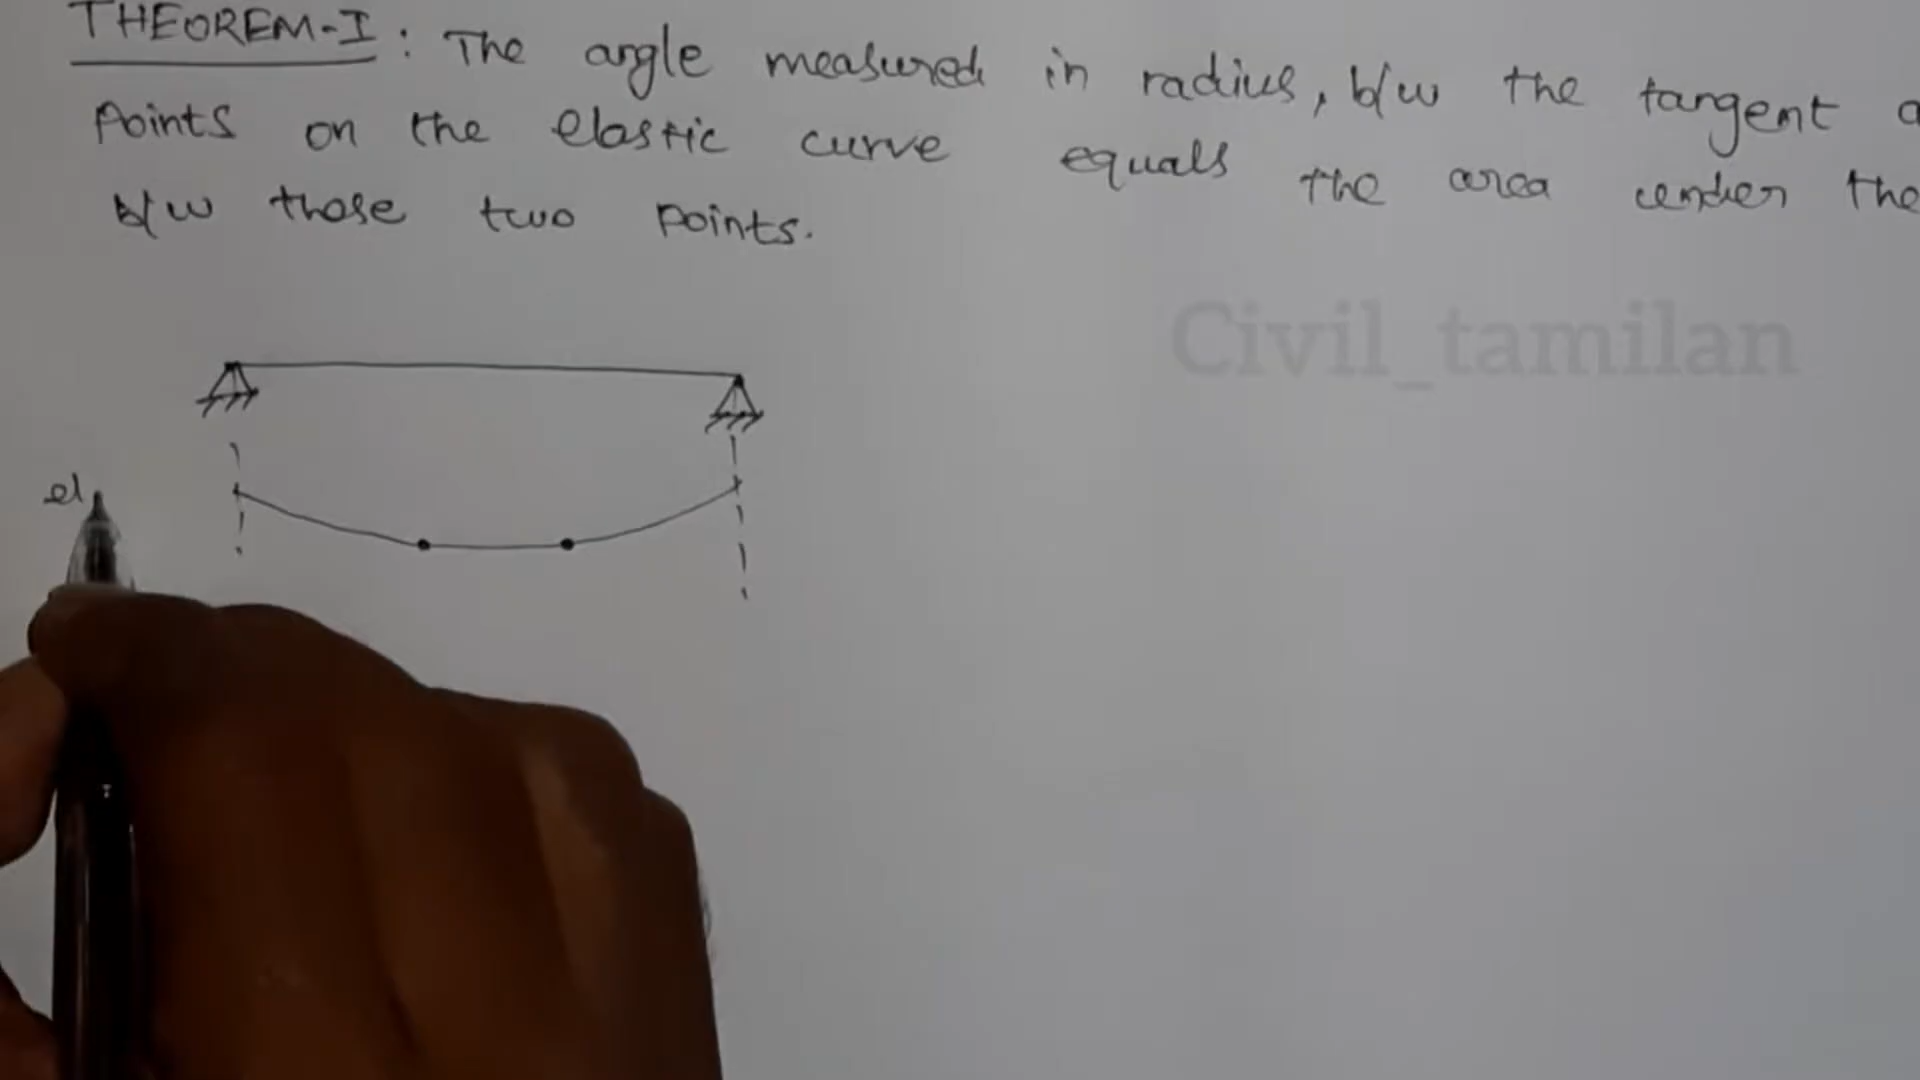 THEOREM-I : The angle measured in radius, b/w the tangent a
Points on the elastic curve equals the area under the
b/w those two points.
Civil_tamilan
el